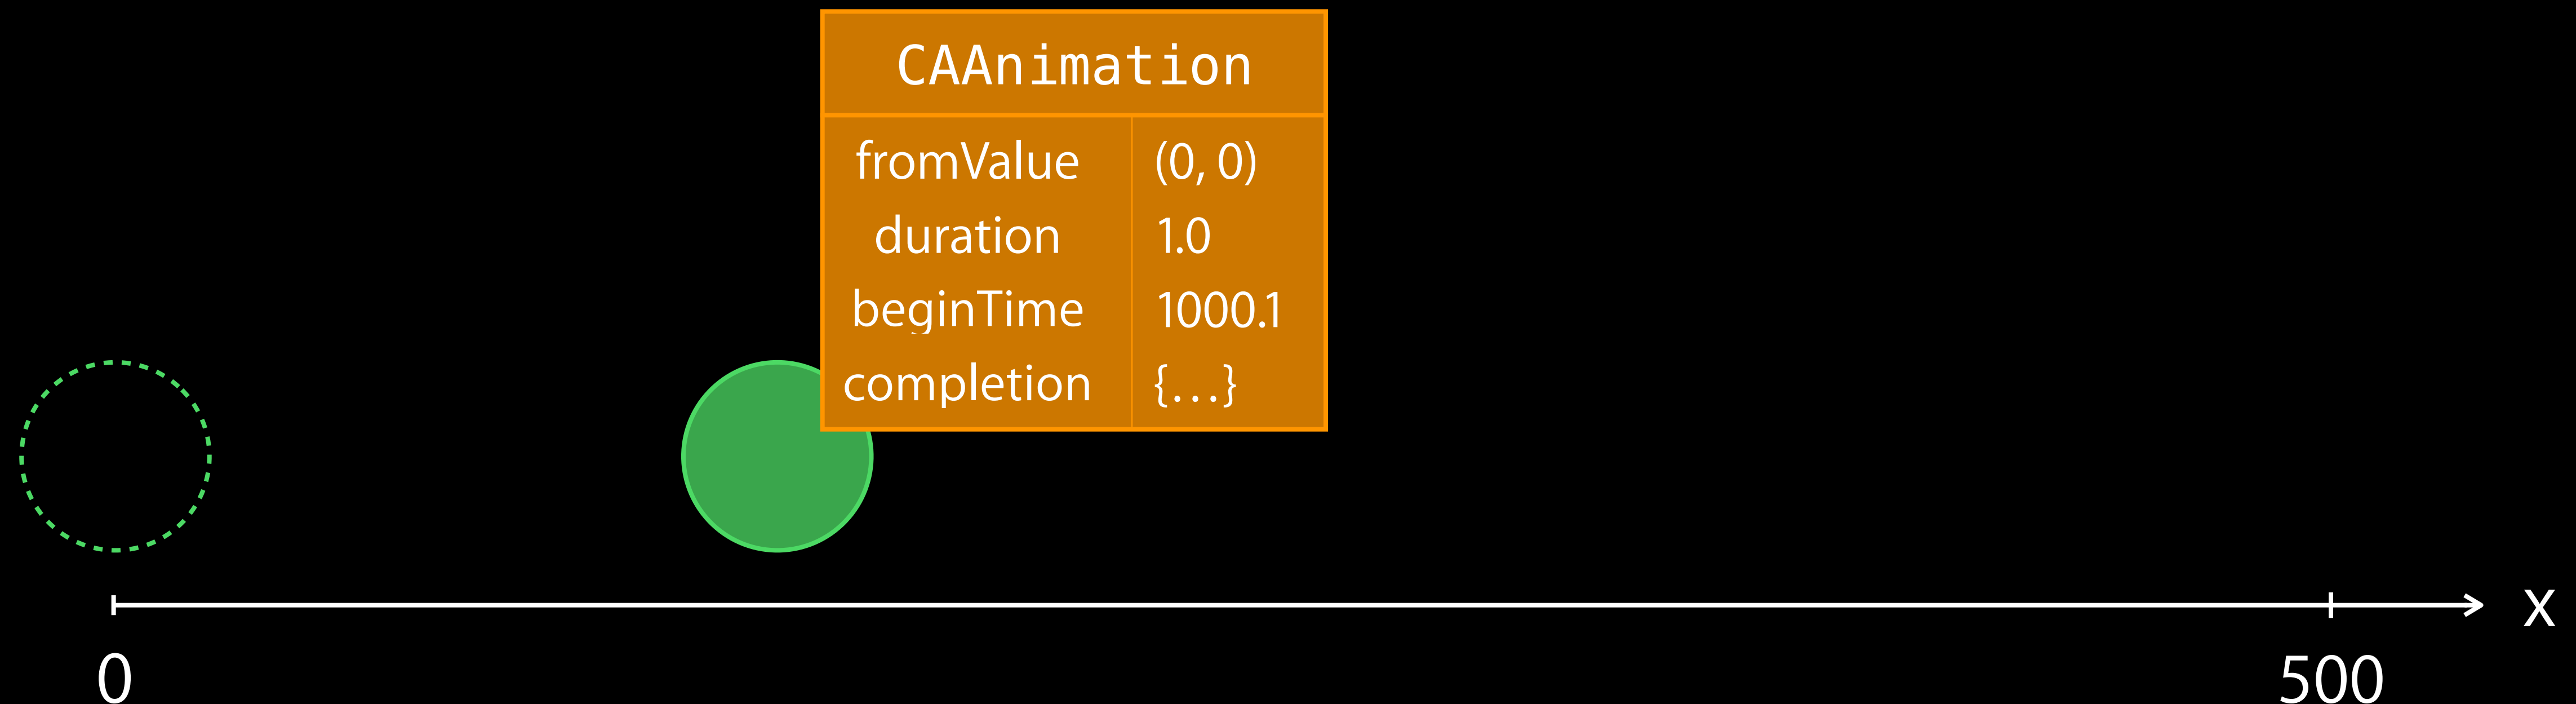 CAAnimation
fromValue (0, 0)
duration 1.0
beginTime 1000.1
completion {...}
x
0 500